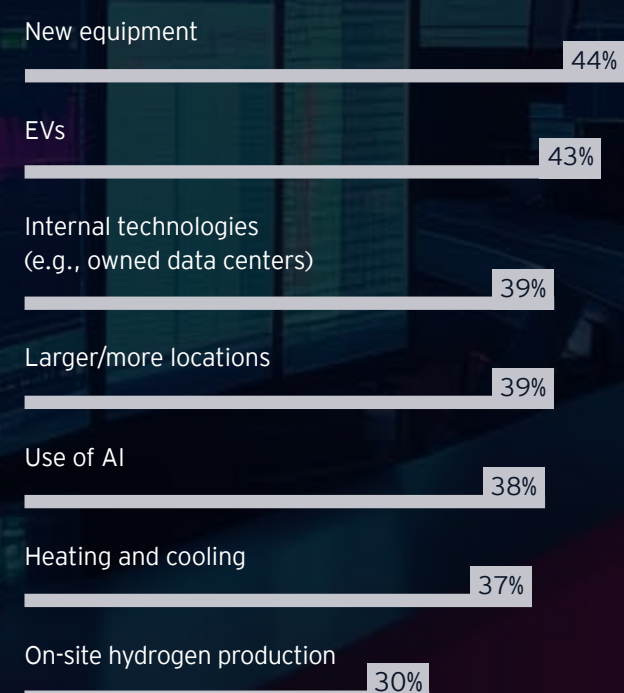 New equipment
44%
EVs
43%
Internal technologies
(e.g., owned data centers)
39%
Larger/more locations
39%
Use of AI
38%
Heating and cooling
37%
On-site hydrogen production
30%